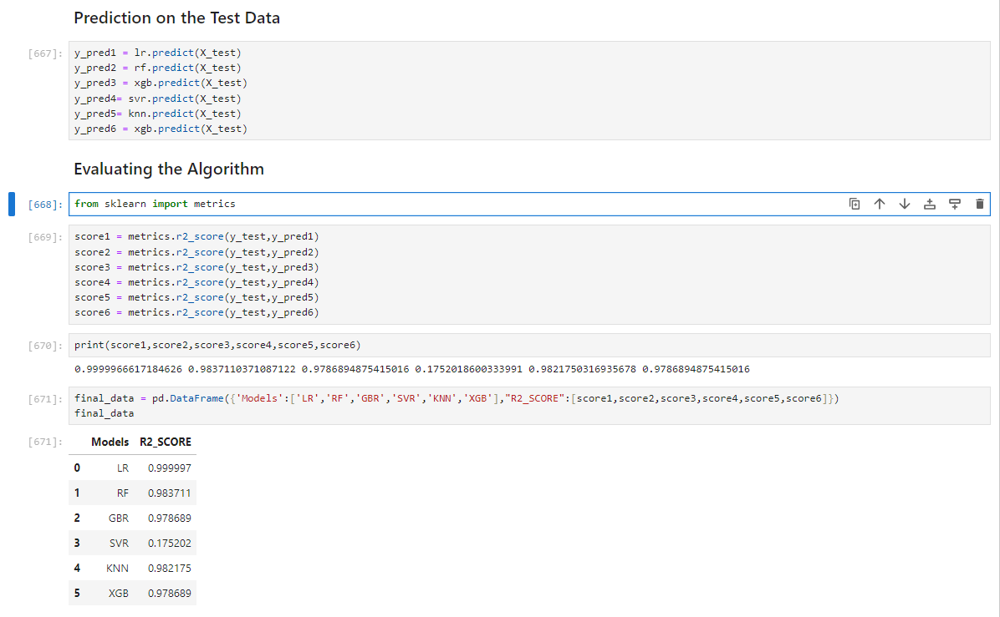 Prediction on the Test Data
[667]:
y_pred1 = lr.predict(X_test)
y_pred2 = rf.predict(X_test)
y_pred3 = xgb.predict(X_test)
y_pred4= svr.predict(X_test)
y_pred5= knn.predict(X_test)
y_pred6 = xgb.predict(X_test)
Evaluating the Algorithm
[668]: from sklearn import metrics
[669]:
score1 = metrics.r2_score(y_test,y_pred1)
score2 = metrics.r2_score(y_test,y_pred2)
score3 = metrics.r2_score(y_test,y_pred3)
score4 = metrics.r2_score(y_test,y_pred4)
score5 = metrics.r2_score(y_test,y_pred5)
score6 = metrics.r2_score(y_test,y_pred6)
[670]: print(score1,score2,score3,score4,score5,score6)
0.9999966617184626 0.9837110371087122 0.9786894875415016 0.1752018600333991 0.9821750316935678 0.9786894875415016
[671]: final_data = pd.DataFrame({'Models':['LR','RF','GBR','SVR','KNN','XGB'],"R2_SCORE":[score1,score2,score3,score4,score5,score6]})
final_data
[671]: Models R2_SCORE
0 LR 0.999997
1 RF 0.983711
2 GBR 0.978689
3 SVR 0.175202
4 KNN 0.982175
5 XGB 0.978689